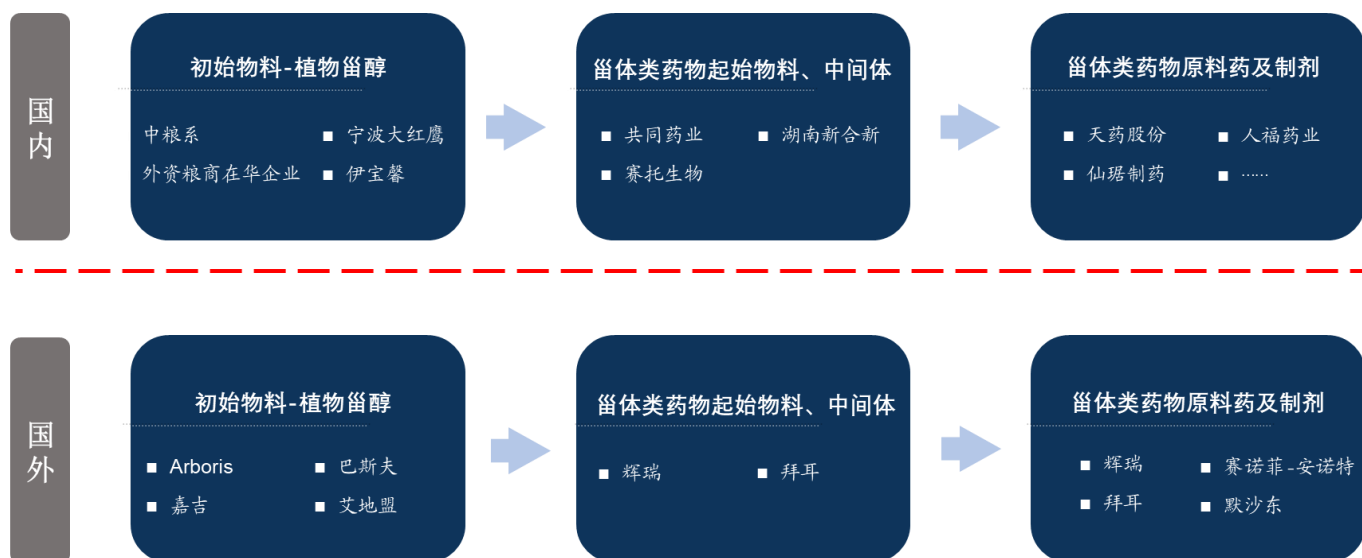 国内
初始物料-植物甾醇
中粮系
■ 宁波大红鹰
外资粮商在华企业
■ 伊宝馨
甾体类药物起始物料、中间体
■ 共同药业
■ 湖南新合新
■ 赛托生物
甾体类药物原料药及制剂
■ 天药股份
■ 人福药业
■ 仙琚制药
■ ……
国外
初始物料-植物甾醇
■ Arboris
■ 巴斯夫
■ 嘉吉
■ 艾地盟
甾体类药物起始物料、中间体
■ 辉瑞
■ 拜耳
甾体类药物原料药及制剂
■ 辉瑞
■ 赛诺菲-安诺特
■ 拜耳
■ 默沙东